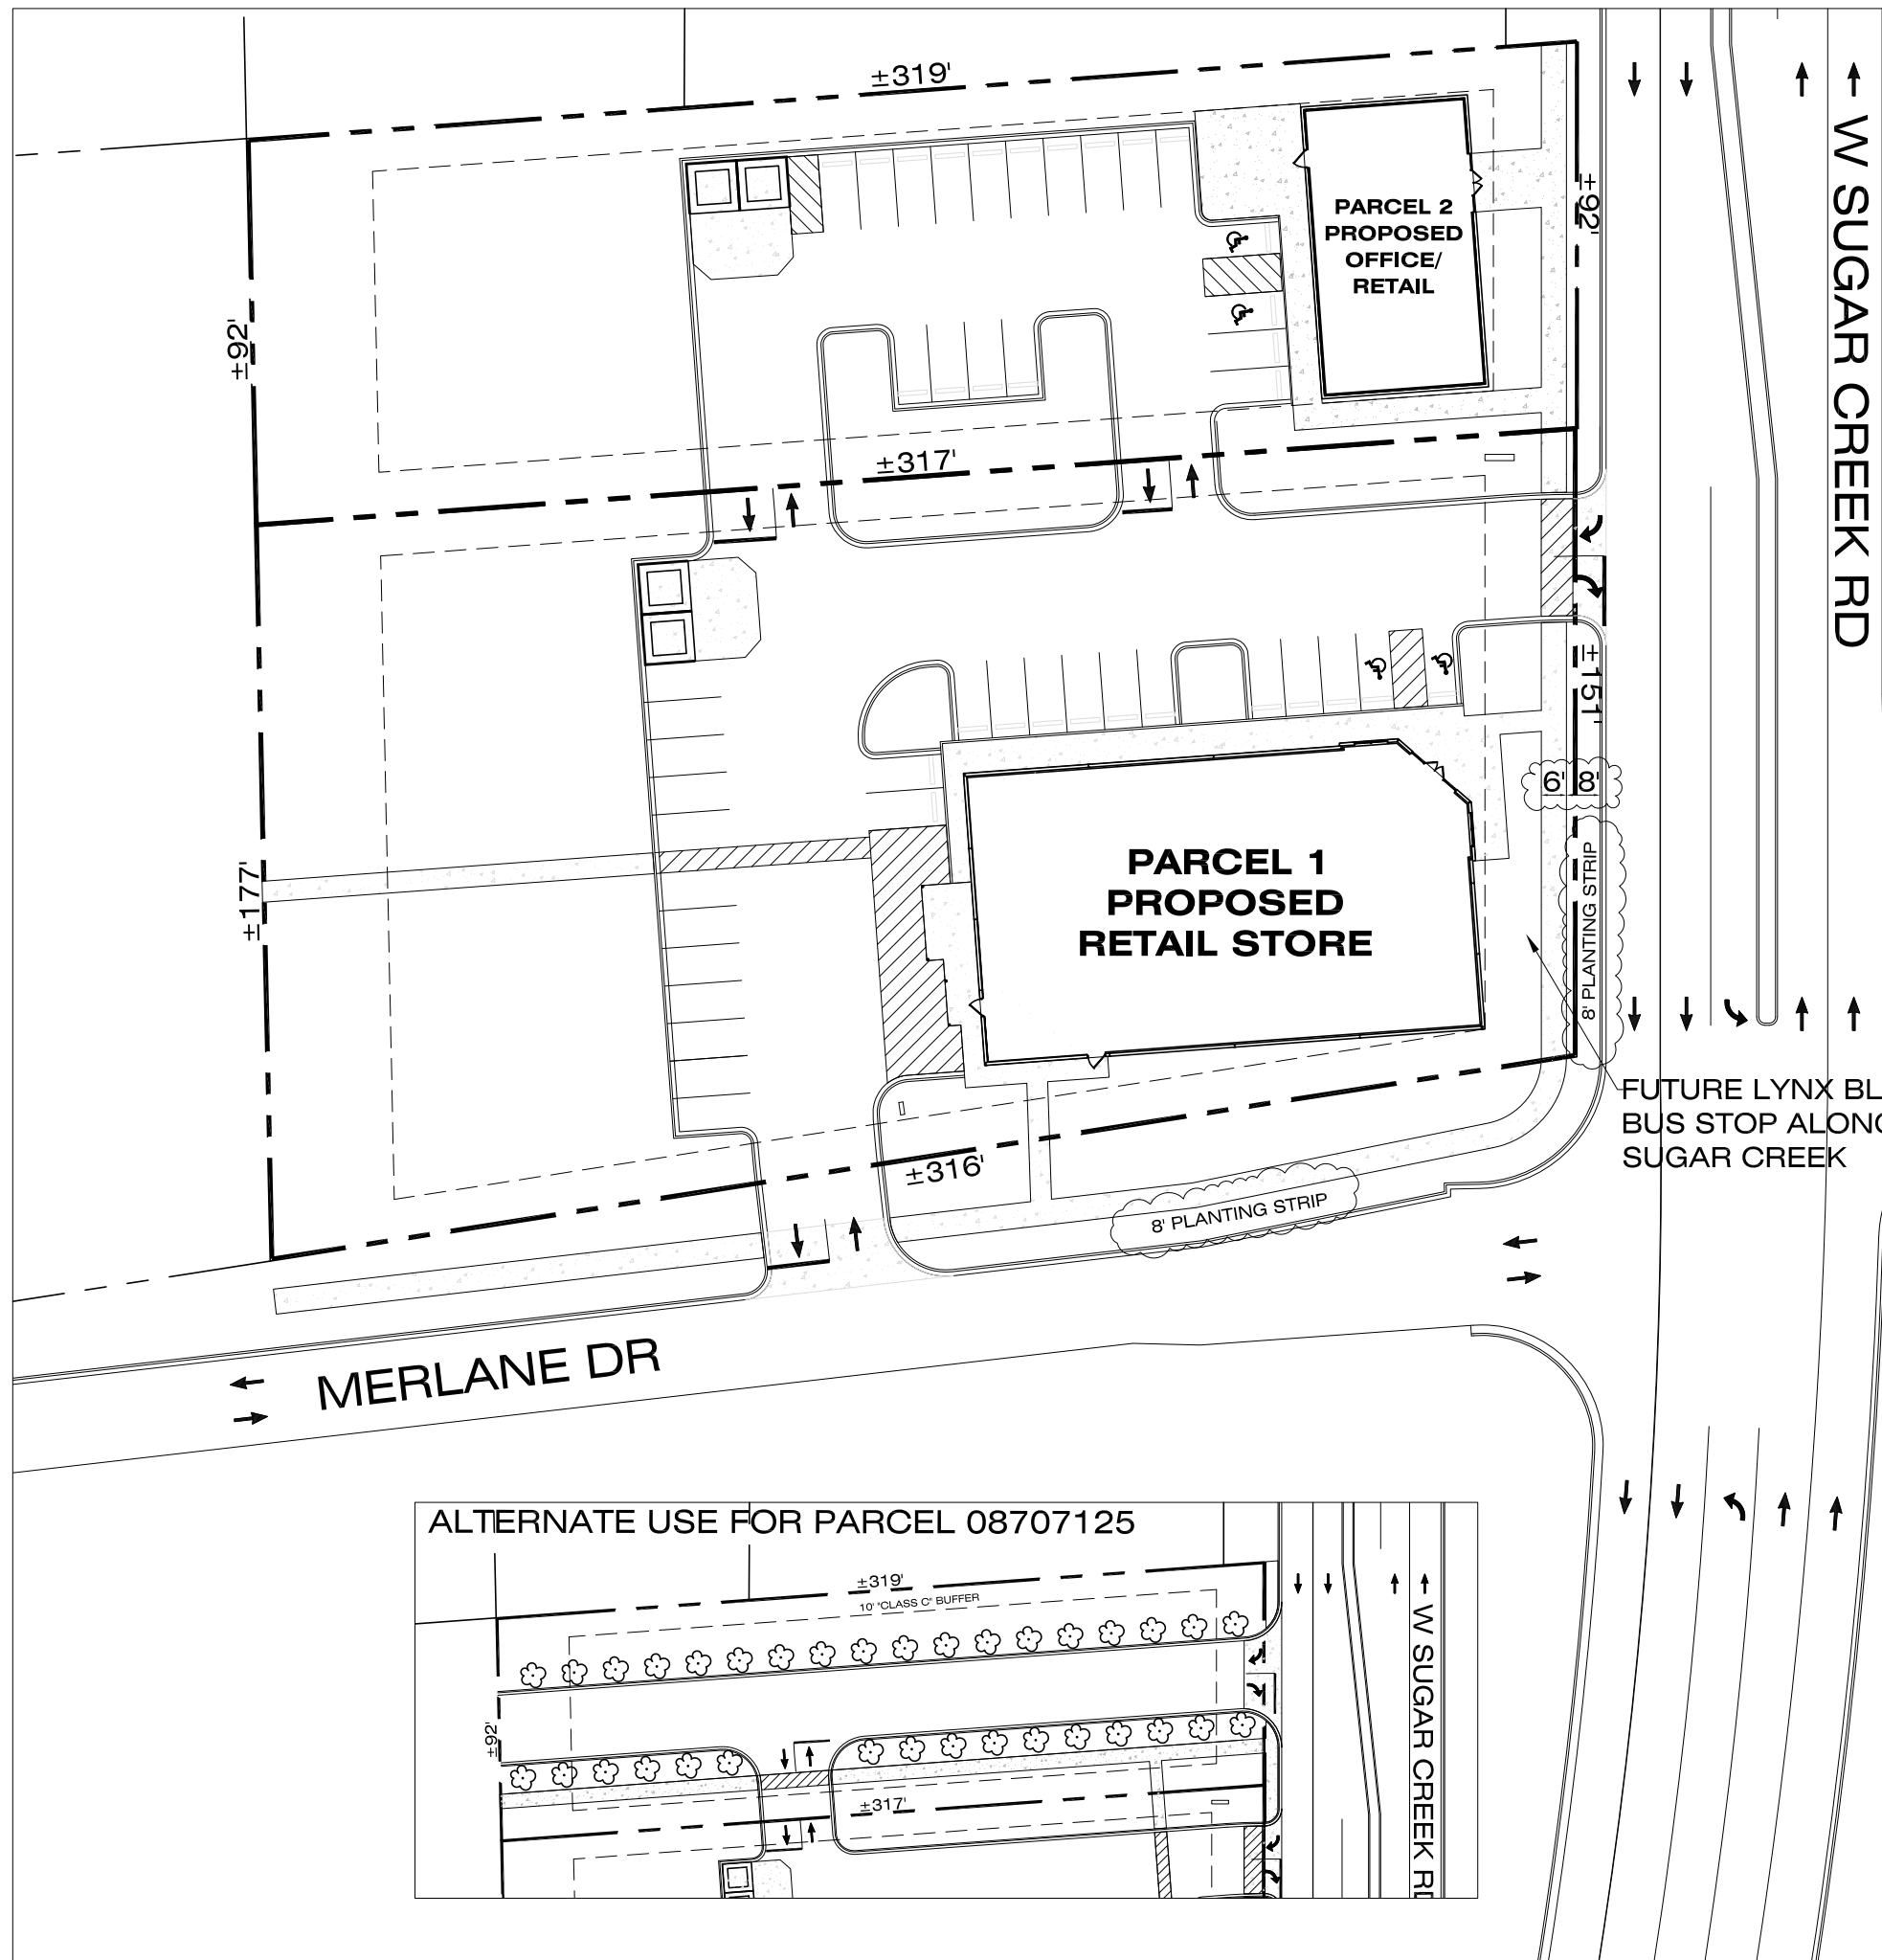 ±319'
W SUGAR CREEK RD
±92'
PARCEL 2
PROPOSED
OFFICE/
RETAIL
±92'
±317'
±151'
6' 8'
8' PLANTING STRIP
PARCEL 1
PROPOSED
RETAIL STORE
±177'
FUTURE LYNX BL
BUS STOP ALONG
SUGAR CREEK
±316'
8' PLANTING STRIP
MERLANE DR
ALTERNATE USE FOR PARCEL 08707125
±319'
10' "CLASS C" BUFFER
±92'
±317'
W SUGAR CREEK RD